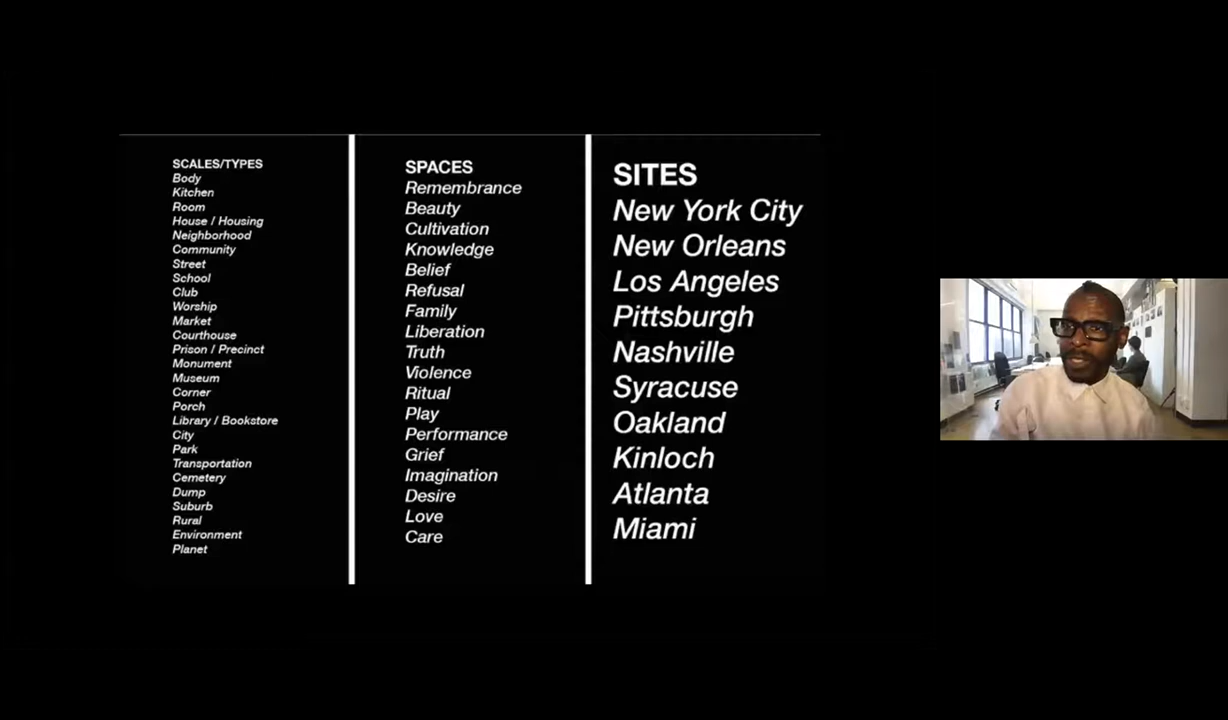 SCALES/TYPES
Body
Kitchen
Room
House / Housing
Neighborhood
Community
Street
School
Club
Worship
Market
Courthouse
Prison / Precinct
Monument
Museum
Corner
Porch
Library / Bookstore
City
Park
Transportation
Cemetery
Dump
Suburb
Rural
Environment
Planet
SPACES
Remembrance
Beauty
Cultivation
Knowledge
Belief
Refusal
Family
Liberation
Truth
Violence
Ritual
Play
Performance
Grief
Imagination
Desire
Love
Care
SITES
New York City
New Orleans
Los Angeles
Pittsburgh
Nashville
Syracuse
Oakland
Kinloch
Atlanta
Miami